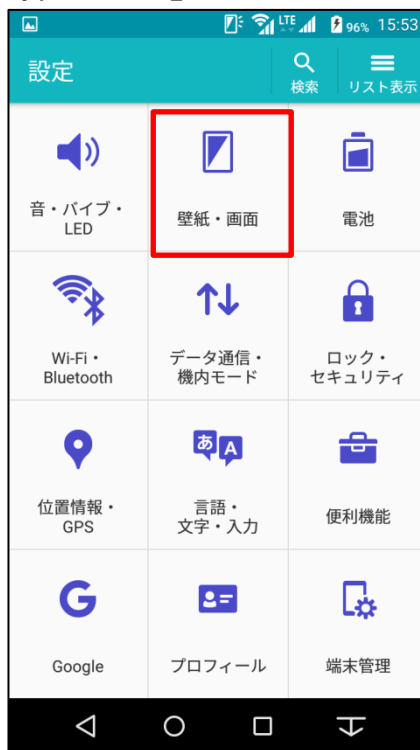 LTE 96% 15:53
設定
検索 リスト表示
音・バイブ・
LED
壁紙・画面
電池
Wi-Fi・
Bluetooth
データ通信・
機内モード
ロック・
セキュリティ
位置情報・
GPS
あ A
言語・
文字・入力
便利機能
G
Google
プロフィール
端末管理